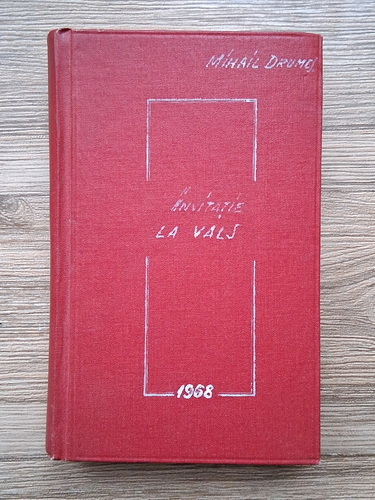 MIHAIL DRUMEȘ
ÎNVITAȚIE
LA VALS
1968